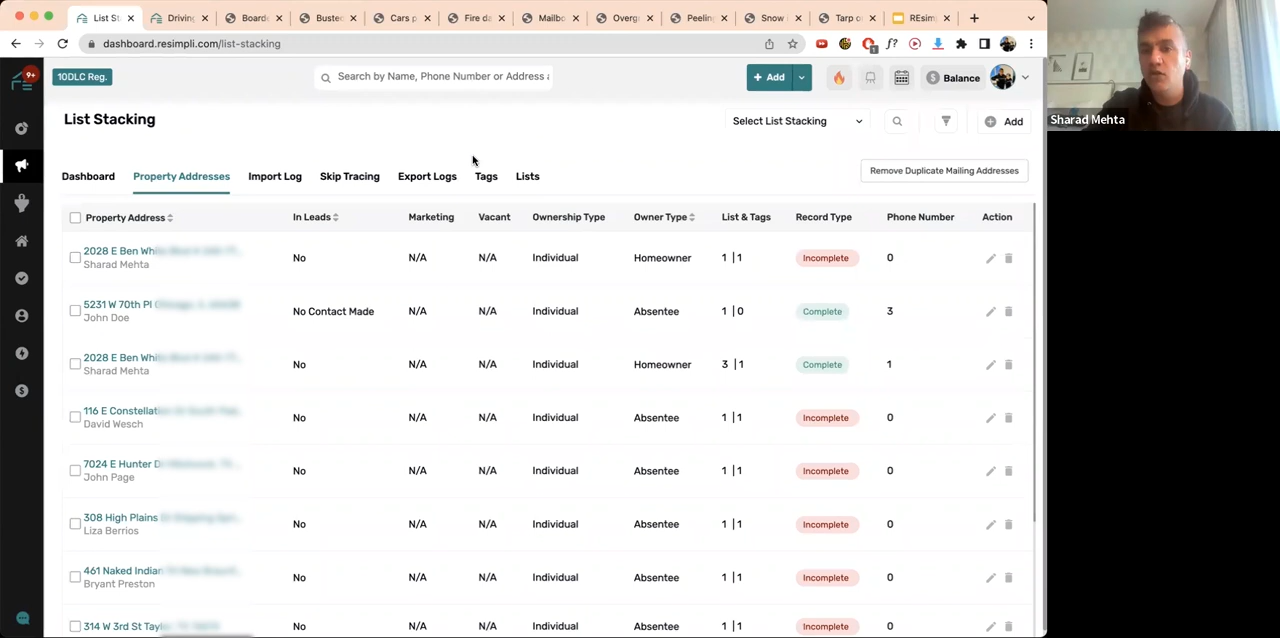 List St
Driving
Boarde
Busted
Cars p
Fire da
Mailbo
Overg
Peeling
Snow
Tarp o
REsim
dashboard.resimpli.com/list-stacking
9+
10DLC Reg.
Search by Name, Phone Number or Address
+ Add
$ Balance
Sharad Mehta
List Stacking
Select List Stacking
Add
Dashboard
Property Addresses
Import Log
Skip Tracing
Export Logs
Tags
Lists
Remove Duplicate Mailing Addresses
Property Address In Leads Marketing Vacant Ownership Type Owner Type List & Tags Record Type Phone Number Action
2028 E Ben Wh No N/A N/A Individual Homeowner 1 | 1 Incomplete 0
Sharad Mehta
5231 W 70th Pl No Contact Made N/A N/A Individual Absentee 1 | 0 Complete 3
John Doe
2028 E Ben Wh No N/A N/A Individual Homeowner 3 | 1 Complete 1
Sharad Mehta
116 E Constellat No N/A N/A Individual Absentee 1 | 1 Incomplete 0
David Wesch
7024 E Hunter D No N/A N/A Individual Absentee 1 | 1 Incomplete 0
John Page
308 High Plains No N/A N/A Individual Absentee 1 | 1 Incomplete 0
Liza Berrios
461 Naked Indian No N/A N/A Individual Absentee 1 | 1 Incomplete 0
Bryant Preston
314 W 3rd St Tayl No N/A N/A Individual Absentee 1 | 1 Incomplete 0